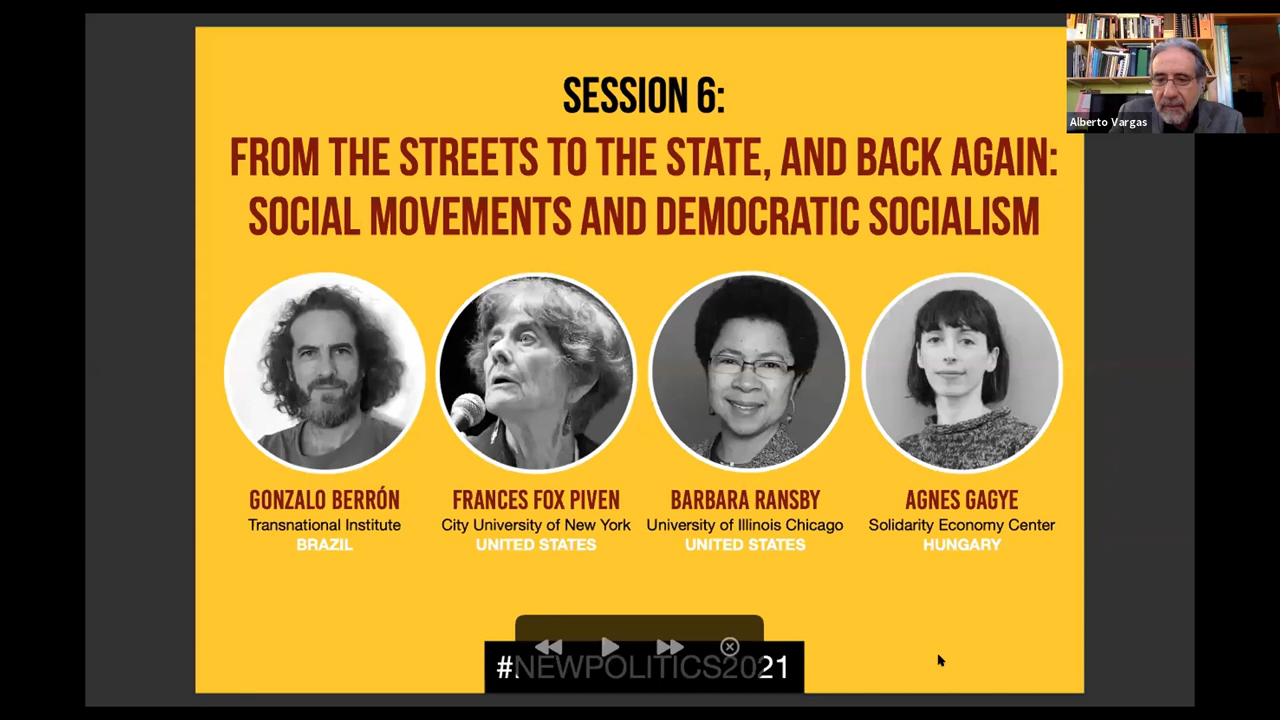 SESSION 6:
FROM THE STREETS TO THE STATE, AND BACK AGAIN:
SOCIAL MOVEMENTS AND DEMOCRATIC SOCIALISM
Alberto Vargas
GONZALO BERRÓN
Transnational Institute
BRAZIL
FRANCES FOX PIVEN
City University of New York
UNITED STATES
BARBARA RANSBY
University of Illinois Chicago
UNITED STATES
AGNES GAGYE
Solidarity Economy Center
HUNGARY
#NEWPOLITICS2021